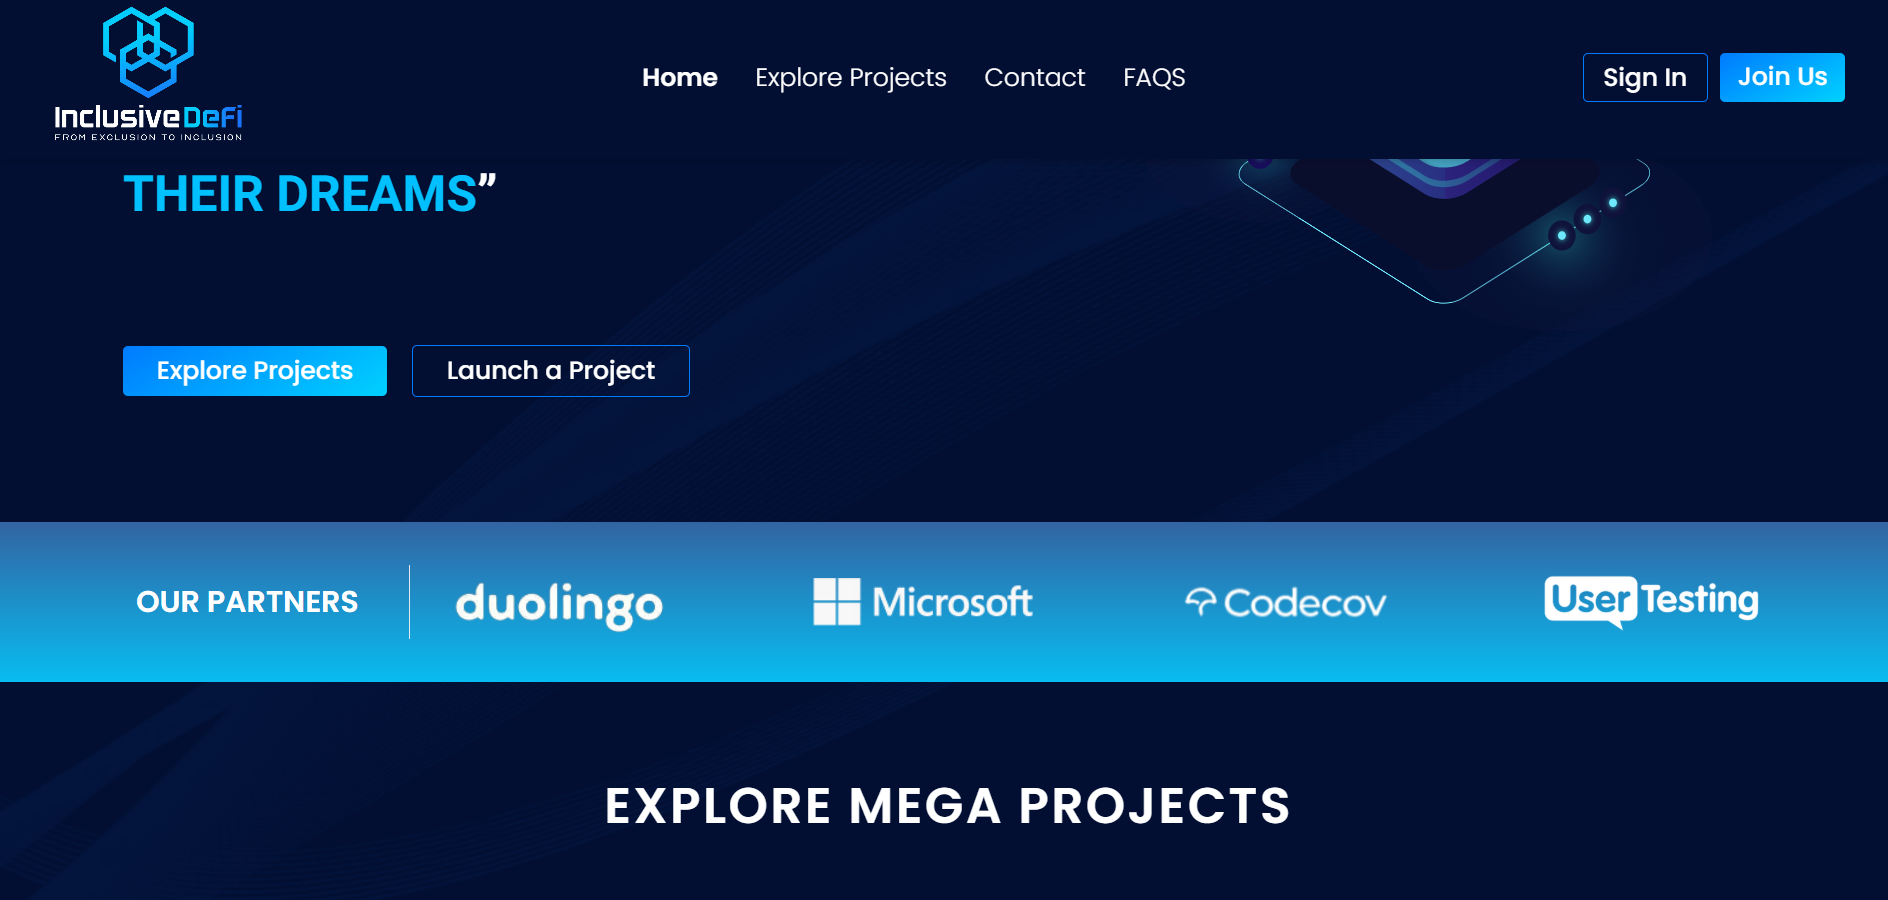 InclusiveDeFi
FROM EXCLUSION TO INCLUSION
Home Explore Projects Contact FAQS
Sign In Join Us
THEIR DREAMS”
Explore Projects Launch a Project
OUR PARTNERS duolingo Microsoft Codecov UserTesting
EXPLORE MEGA PROJECTS